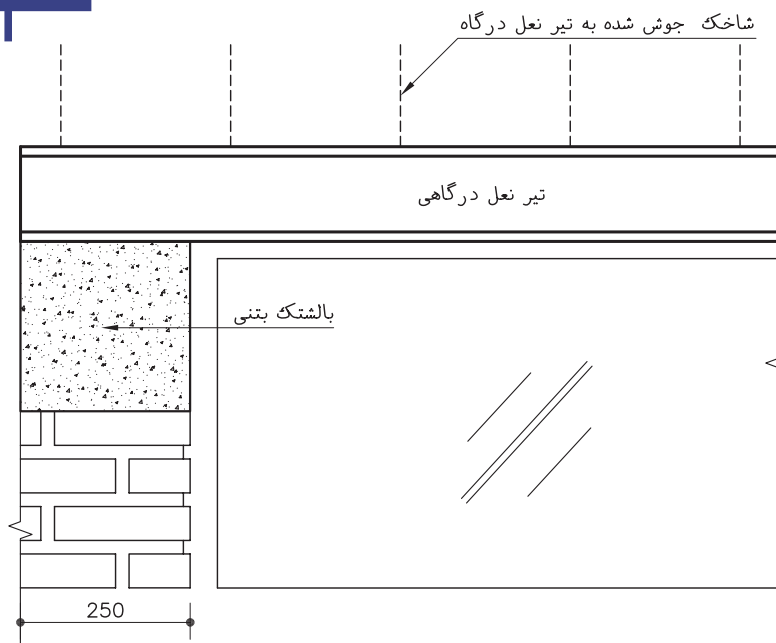 شاخک جوش شده به تیر نعل درگاه
تیر نعل درگاهی
بالشتک بتنی
250